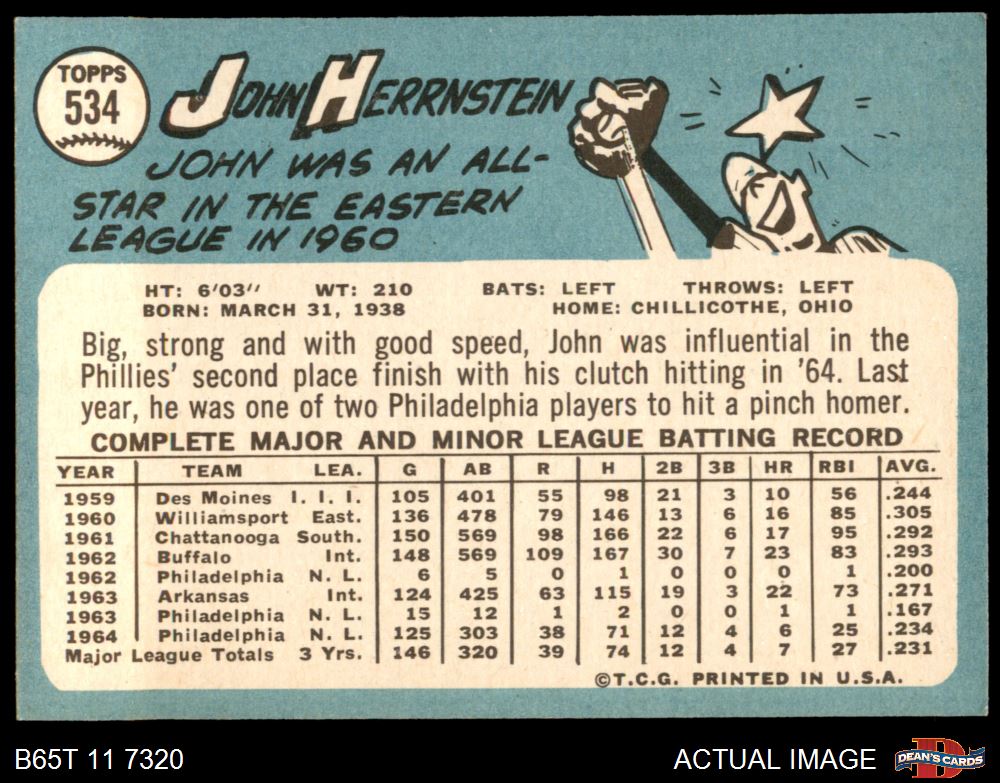 TOPPS
534
JOHN HERRNSTEIN
JOHN WAS AN ALL-
STAR IN THE EASTERN
LEAGUE IN 1960
HT: 6'03" WT: 210 BATS: LEFT THROWS: LEFT
BORN: MARCH 31, 1938 HOME: CHILLICOTHE, OHIO
Big, strong and with good speed, John was influential in the
Phillies' second place finish with his clutch hitting in '64. Last
year, he was one of two Philadelphia players to hit a pinch homer.
COMPLETE MAJOR AND MINOR LEAGUE BATTING RECORD
YEAR TEAM LEA. G AB R H 2B 3B HR RBI AVG.
1959 Des Moines I. I. I. 105 401 55 98 21 3 10 56 .244
1960 Williamsport East. 136 478 79 146 13 6 16 85 .305
1961 Chattanooga South. 150 569 98 166 22 6 17 95 .292
1962 Buffalo Int. 148 569 109 167 30 7 23 83 .293
1962 Philadelphia N. L. 6 5 0 1 0 0 0 1 .200
1963 Arkansas Int. 124 425 63 115 19 3 22 73 .271
1963 Philadelphia N. L. 15 12 1 2 0 0 1 1 .167
1964 Philadelphia N. L. 125 303 38 71 12 4 6 25 .234
Major League Totals 3 Yrs. 146 320 39 74 12 4 7 27 .231
©T.C.G. PRINTED IN U.S.A.
B65T 11 7320 ACTUAL IMAGE
D
DEAN'S CARDS